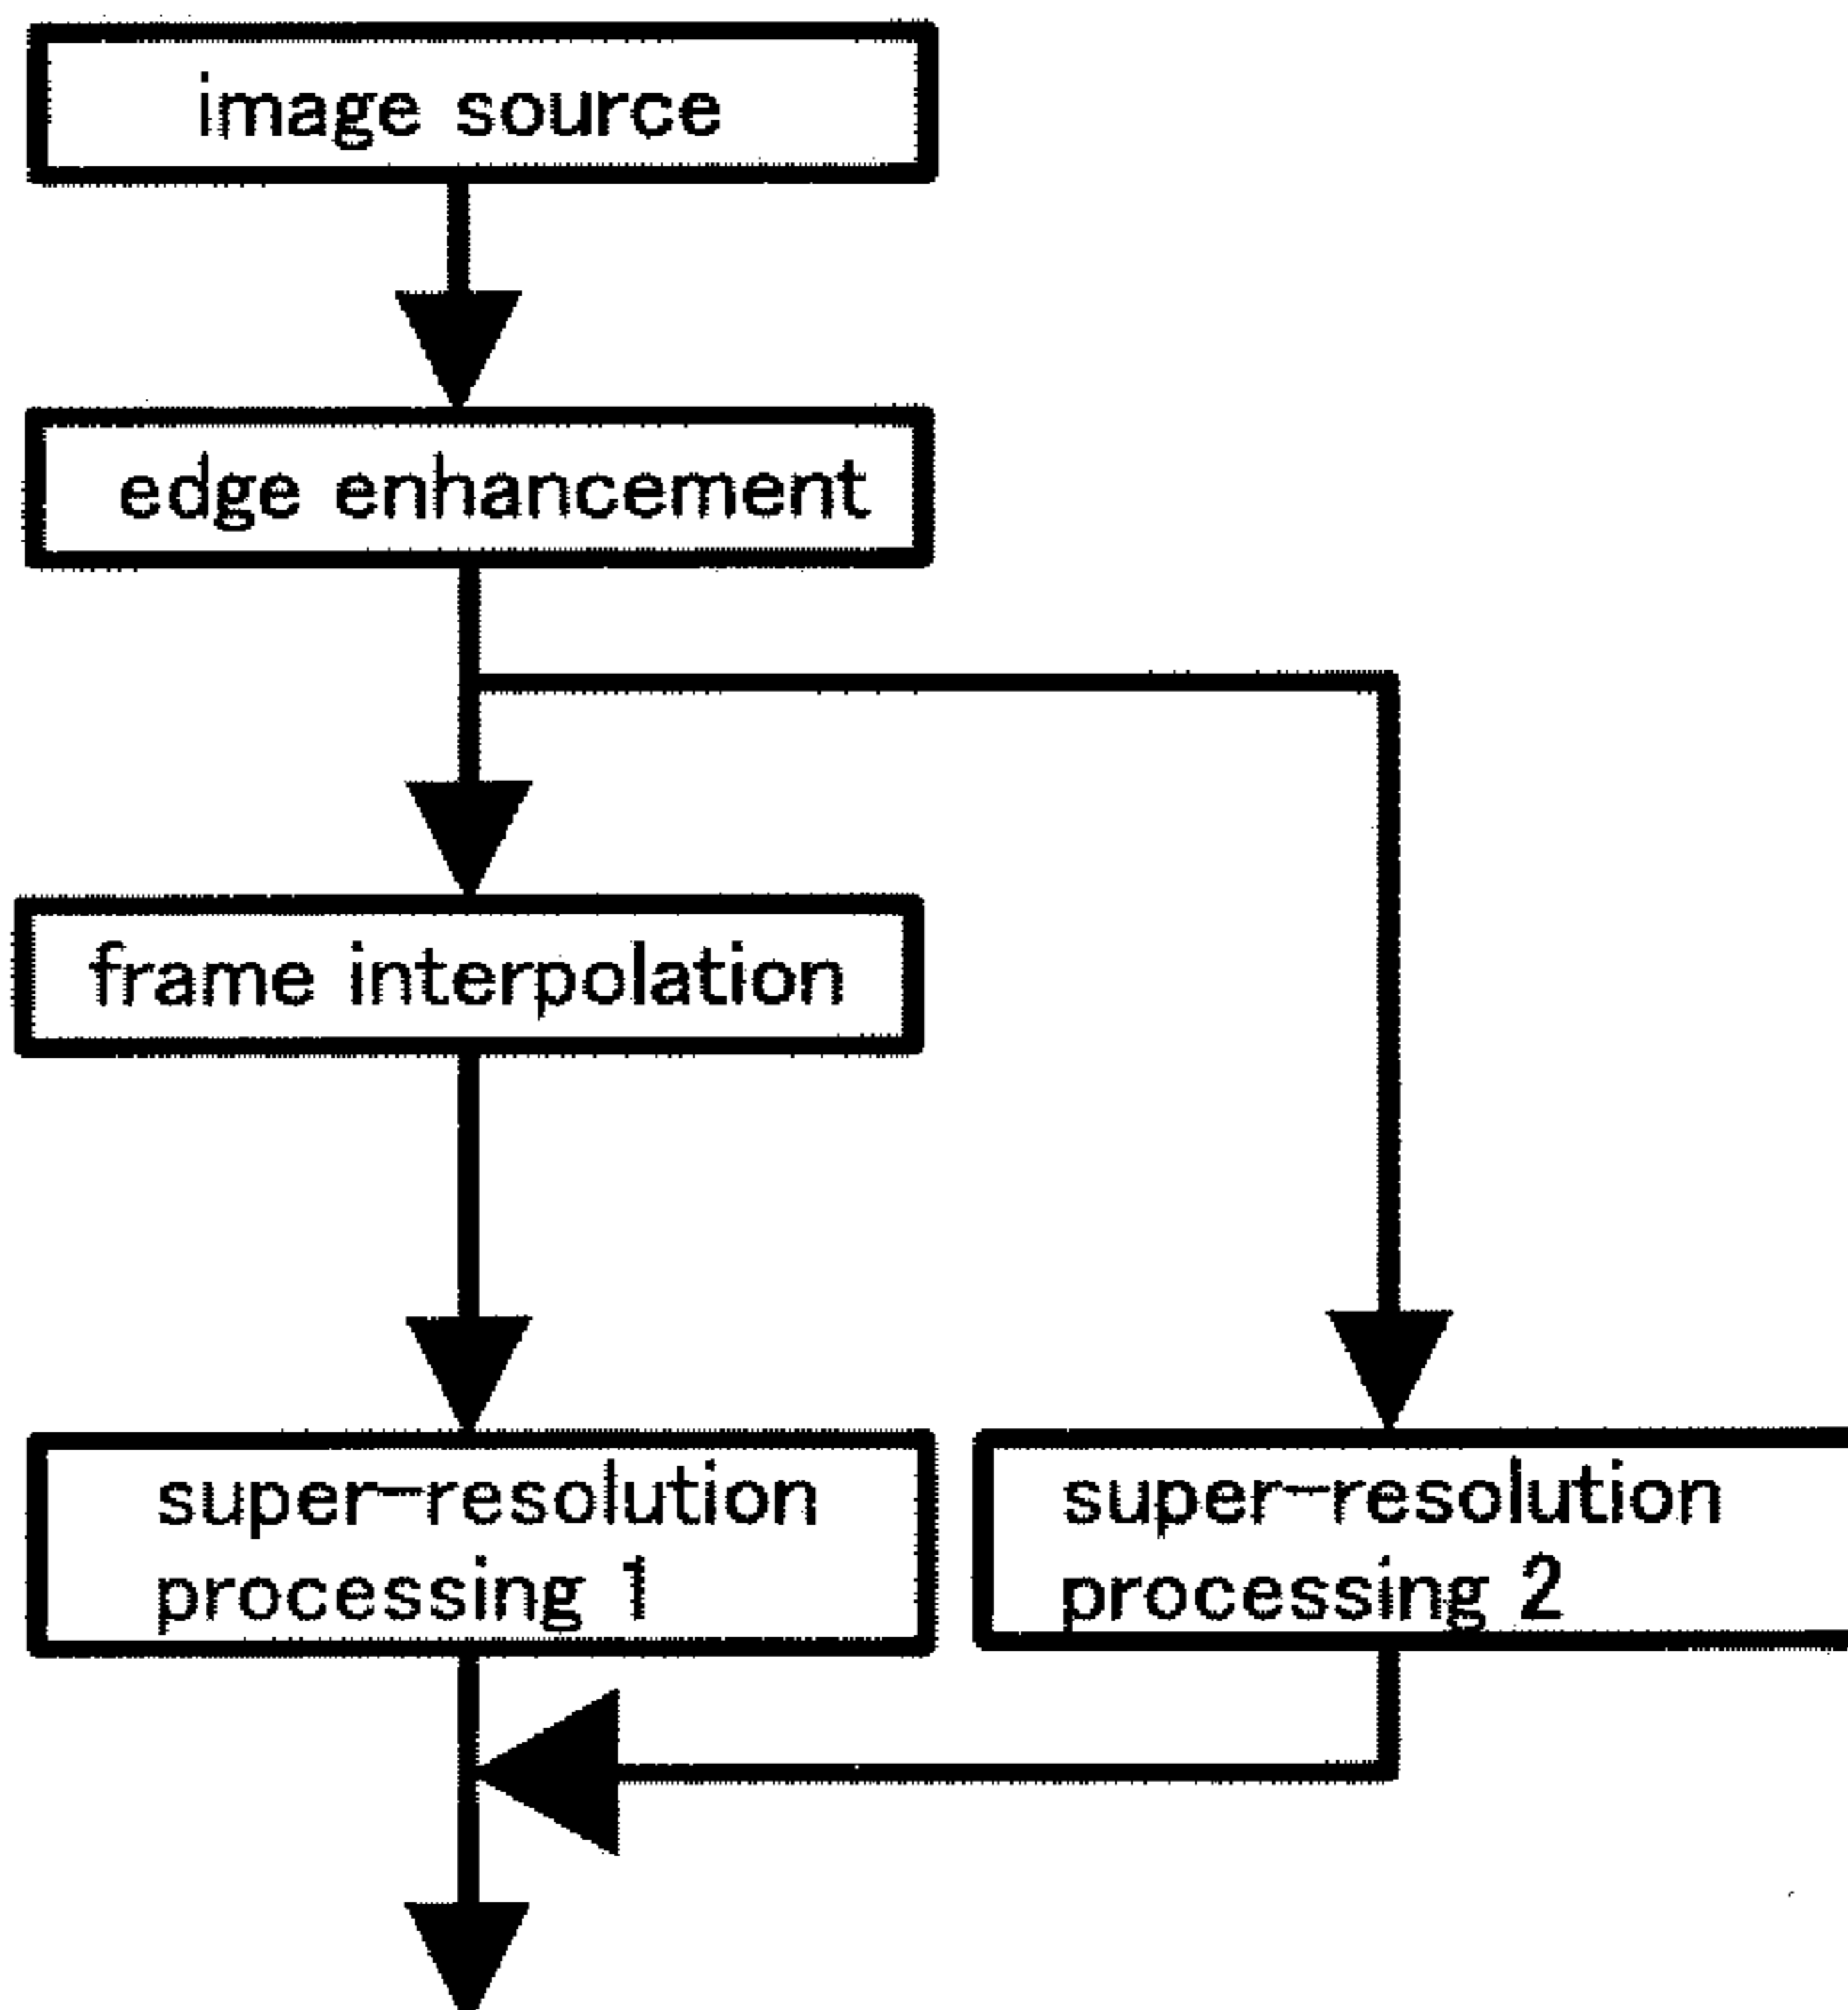 image source
edge enhancement
frame interpolation
super-resolution
processing 1
super-resolution
processing 2